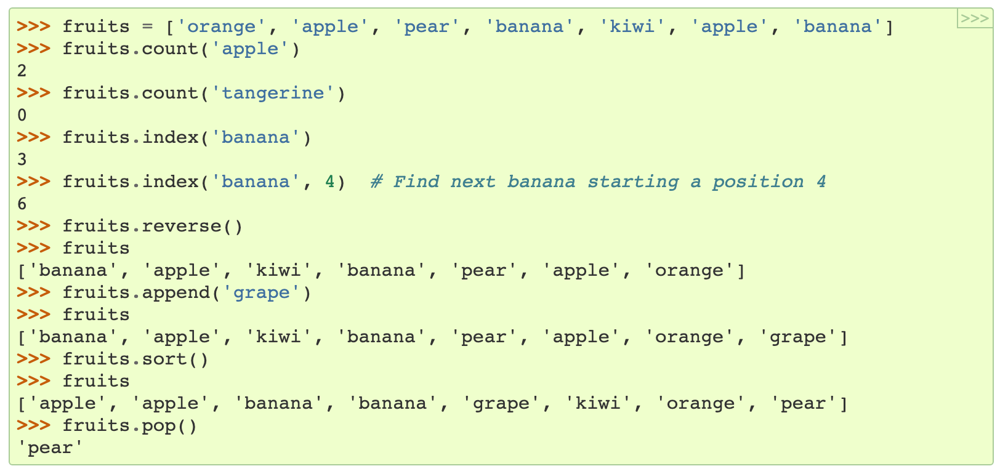 >>> fruits = ['orange', 'apple', 'pear', 'banana', 'kiwi', 'apple', 'banana']
>>>
>>> fruits.count('apple')
2
>>> fruits.count('tangerine')
0
>>> fruits.index('banana')
3
>>> fruits.index('banana', 4)  # Find next banana starting a position 4
6
>>> fruits.reverse()
>>> fruits
['banana', 'apple', 'kiwi', 'banana', 'pear', 'apple', 'orange']
>>> fruits.append('grape')
>>> fruits
['banana', 'apple', 'kiwi', 'banana', 'pear', 'apple', 'orange', 'grape']
>>> fruits.sort()
>>> fruits
['apple', 'apple', 'banana', 'banana', 'grape', 'kiwi', 'orange', 'pear']
>>> fruits.pop()
'pear'